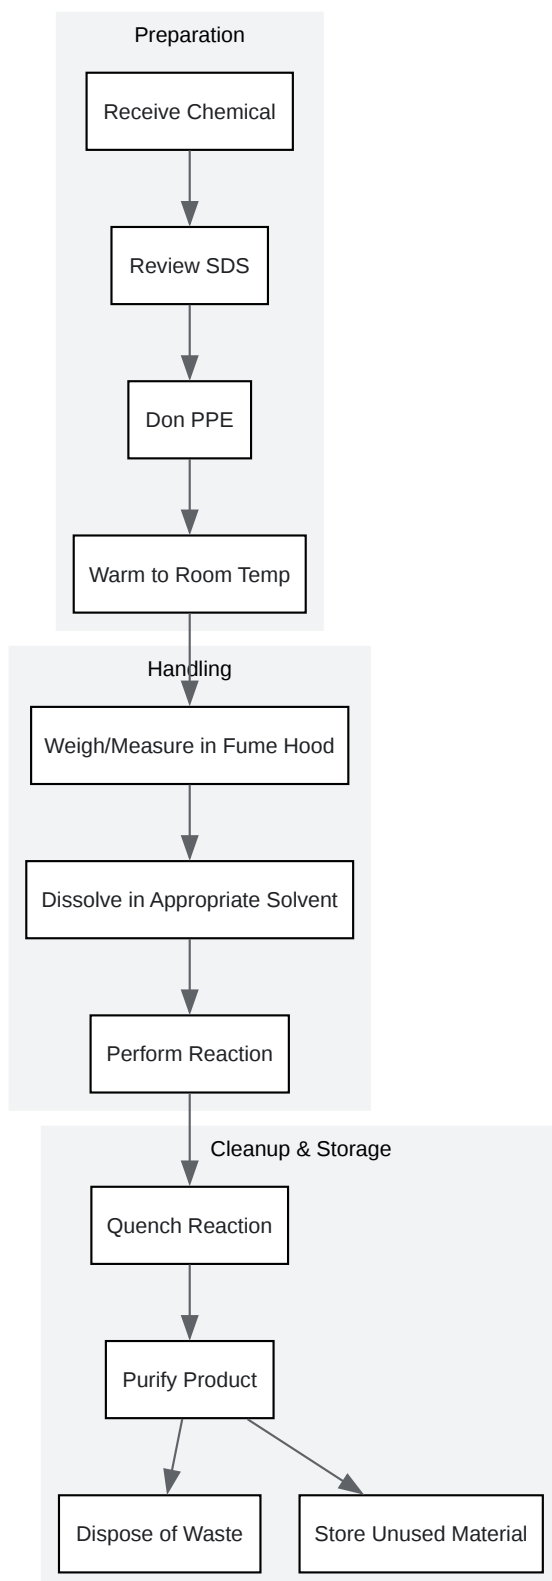 Preparation
Receive Chemical
Review SDS
Don PPE
Warm to Room Temp
Handling
Weigh/Measure in Fume Hood
Dissolve in Appropriate Solvent
Perform Reaction
Cleanup & Storage
Quench Reaction
Purify Product
Dispose of Waste
Store Unused Material